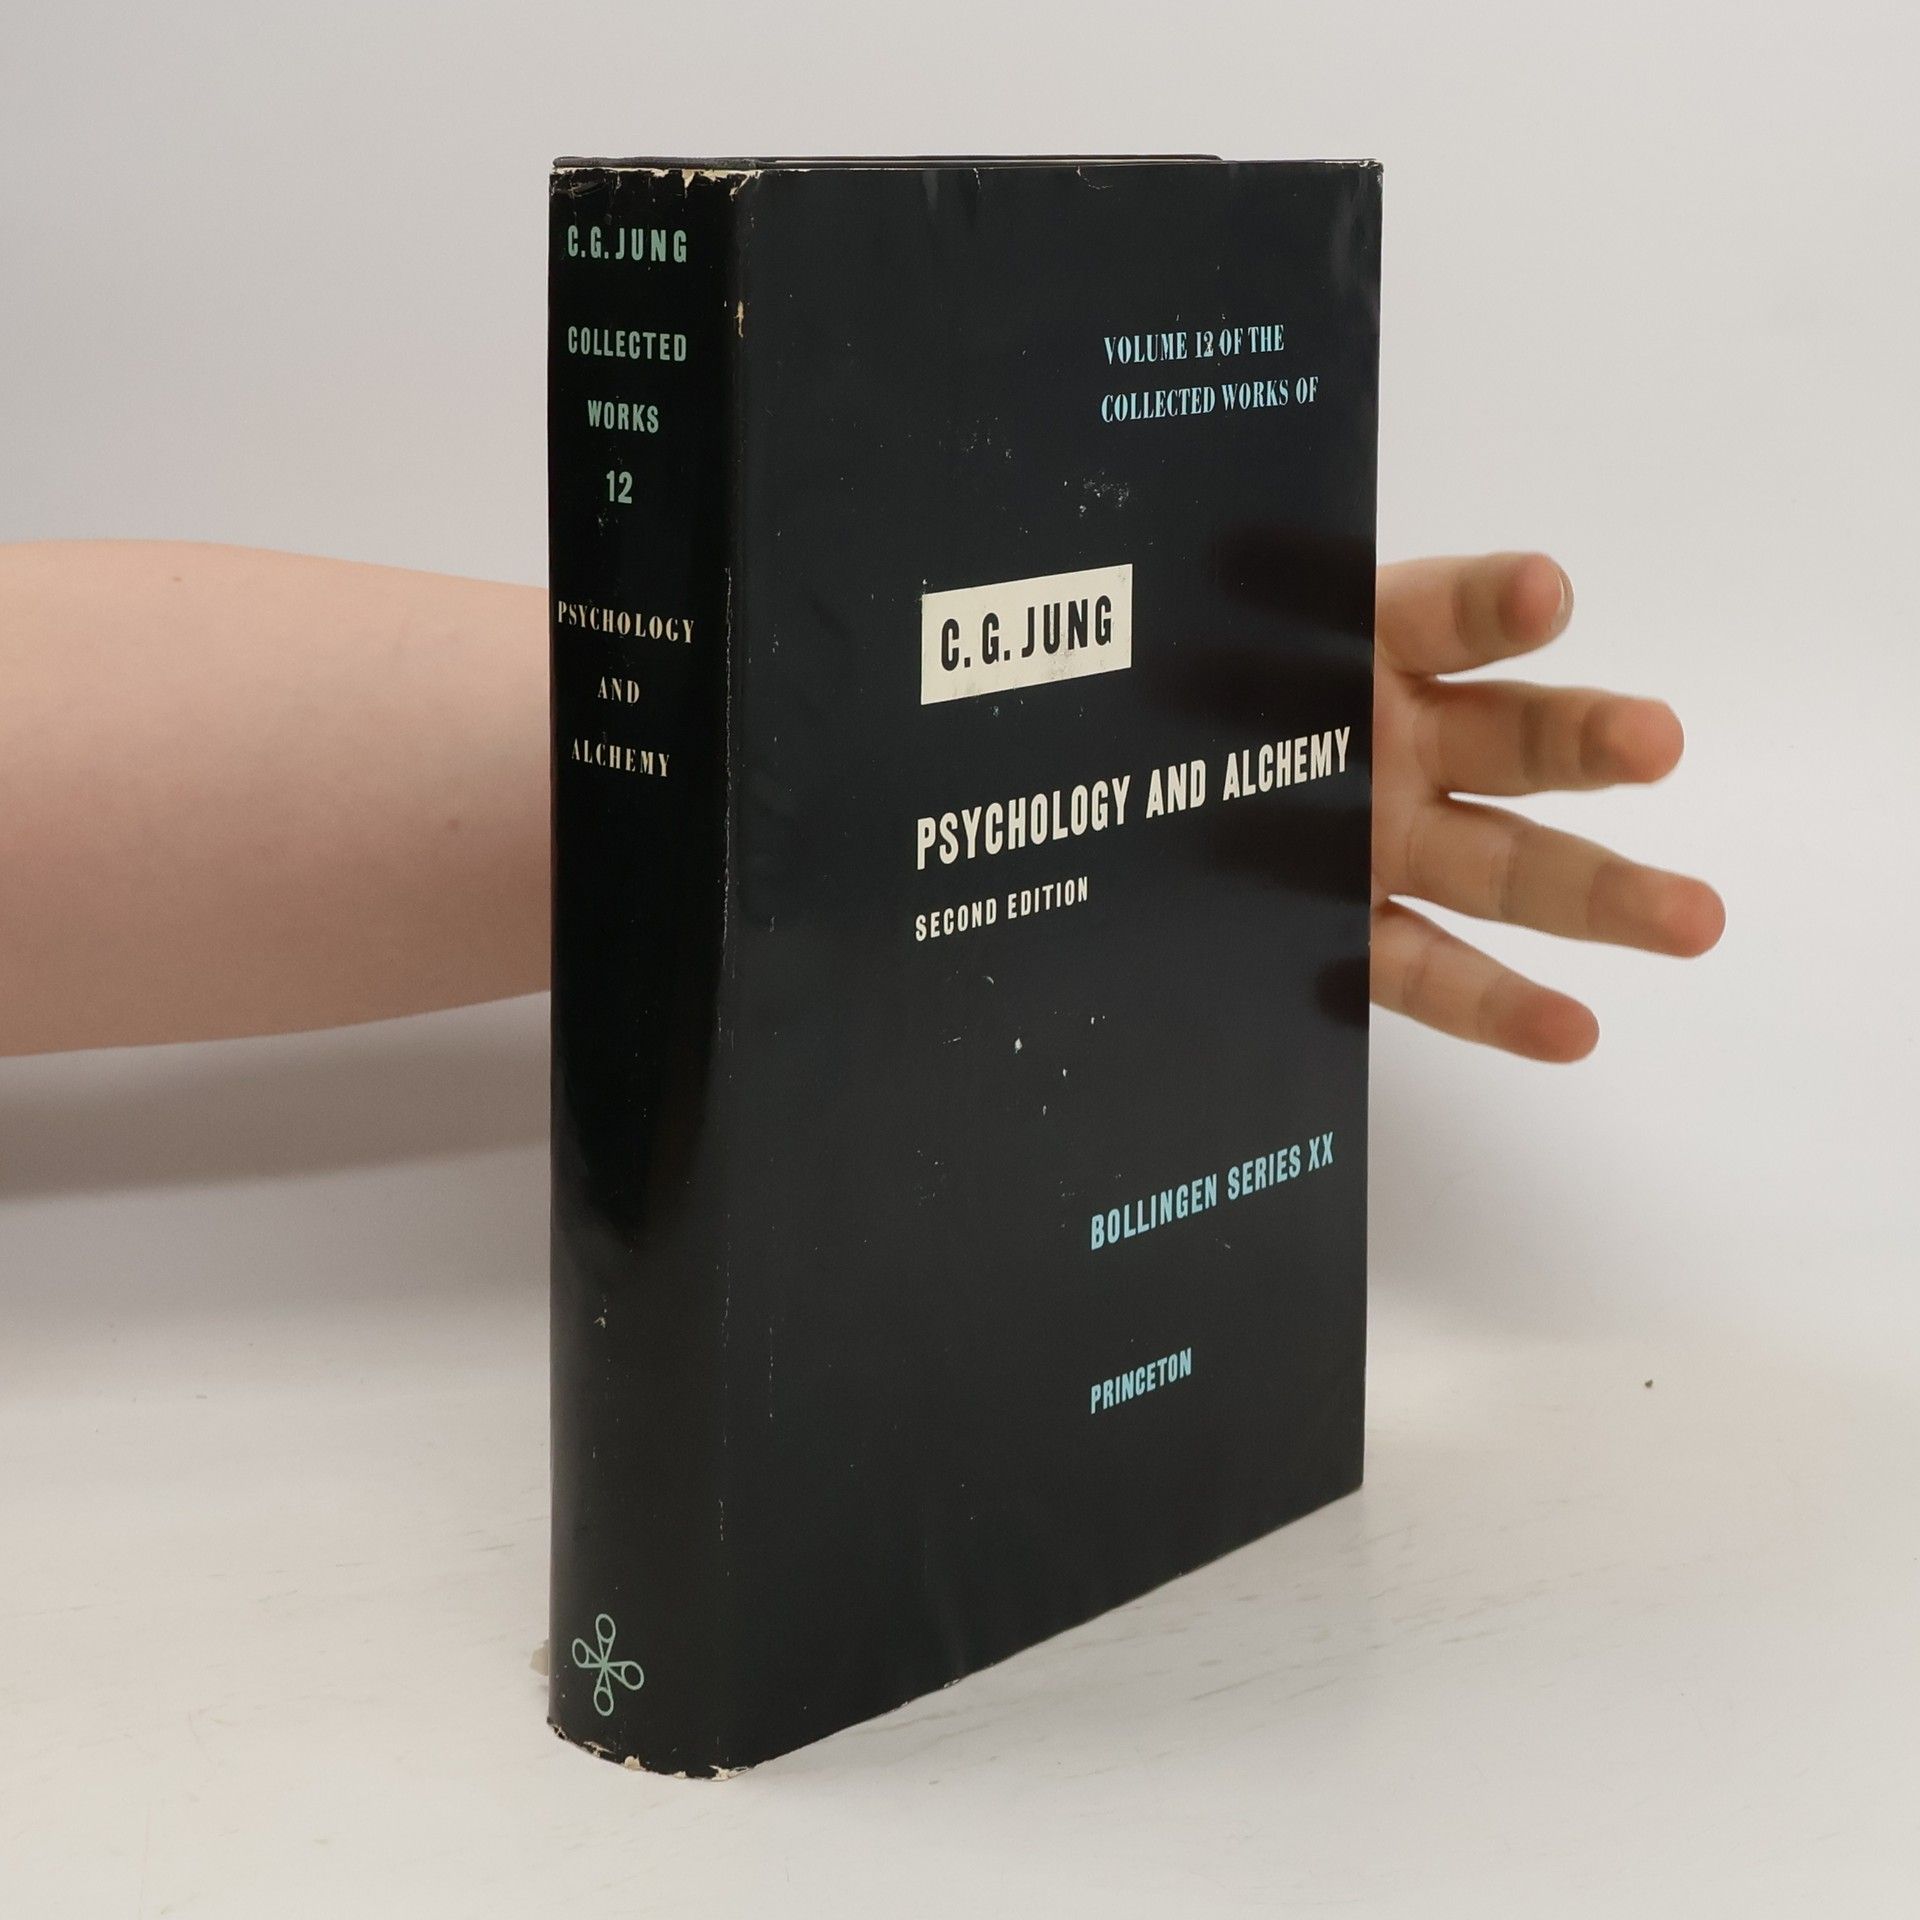 C.G.JUNG
COLLECTED
WORKS
12
PSYCHOLOGY
AND
ALCHEMY
VOLUME 12 OF THE
COLLECTED WORKS OF
C. G. JUNG
PSYCHOLOGY AND ALCHEMY
SECOND EDITION
BOLLINGEN SERIES XX
PRINCETON